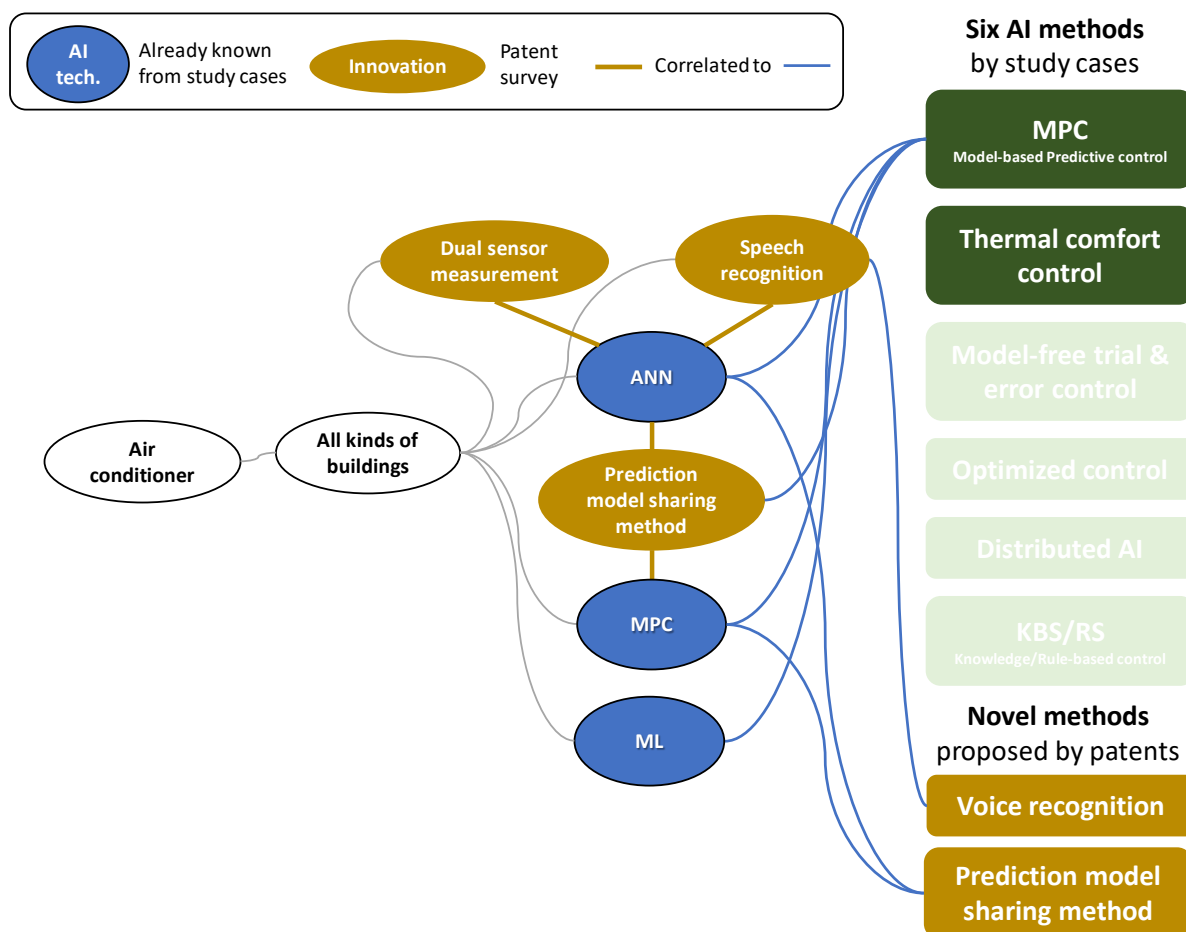 AI
tech.
Already known
from study cases
Innovation
Patent
survey
Correlated to
Six AI methods
by study cases
MPC
Model-based Predictive control
Thermal comfort
control
Model-free trial &
error control
Optimized control
Distributed AI
KBS/RS
Knowledge/Rule-based control
Novel methods
proposed by patents
Voice recognition
Prediction model
sharing method
Dual sensor
measurement
Speech
recognition
ANN
Air
conditioner
All kinds of
buildings
Prediction
model sharing
method
MPC
ML